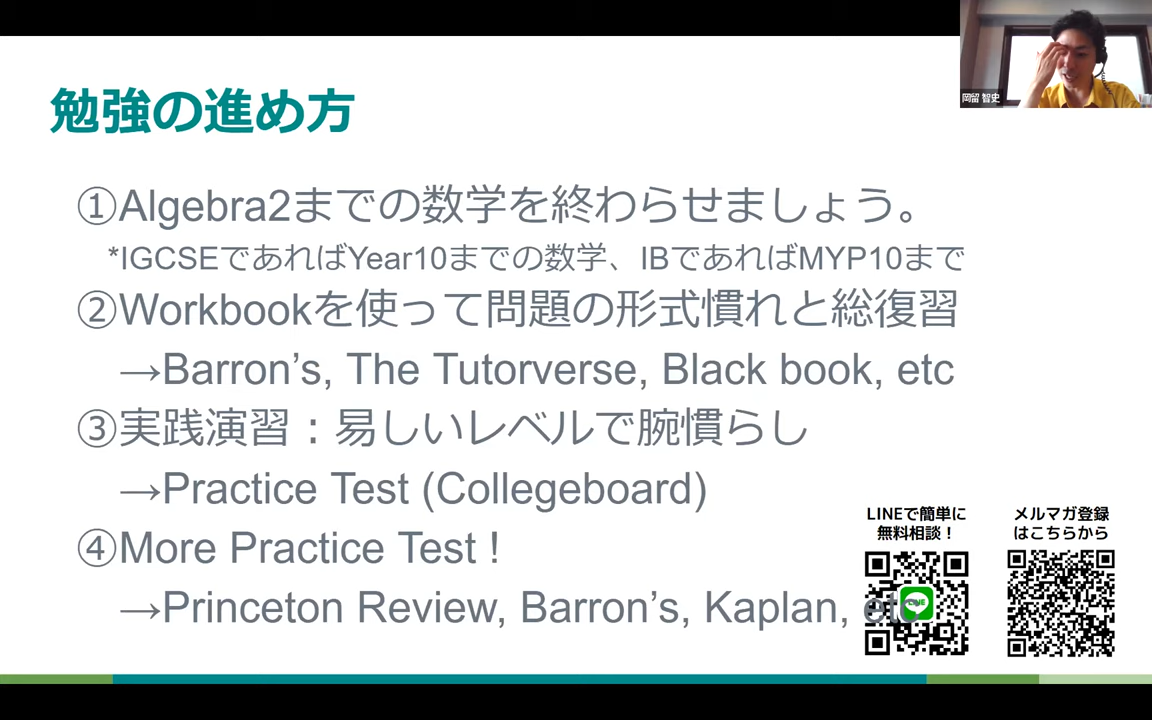 岡留 智史
勉強の進め方
①Algebra2までの数学を終わらせましょう。
*IGCSEであればYear10までの数学、IBであればMYP10まで
②Workbookを使って問題の形式慣れと総復習
→Barron’s, The Tutorverse, Black book, etc
③実践演習：易しいレベルで腕慣らし
→Practice Test (Collegeboard)
④More Practice Test !
→Princeton Review, Barron’s, Kaplan, etc
LINEで簡単に
無料相談！
メルマガ登録
はこちらから
LINE